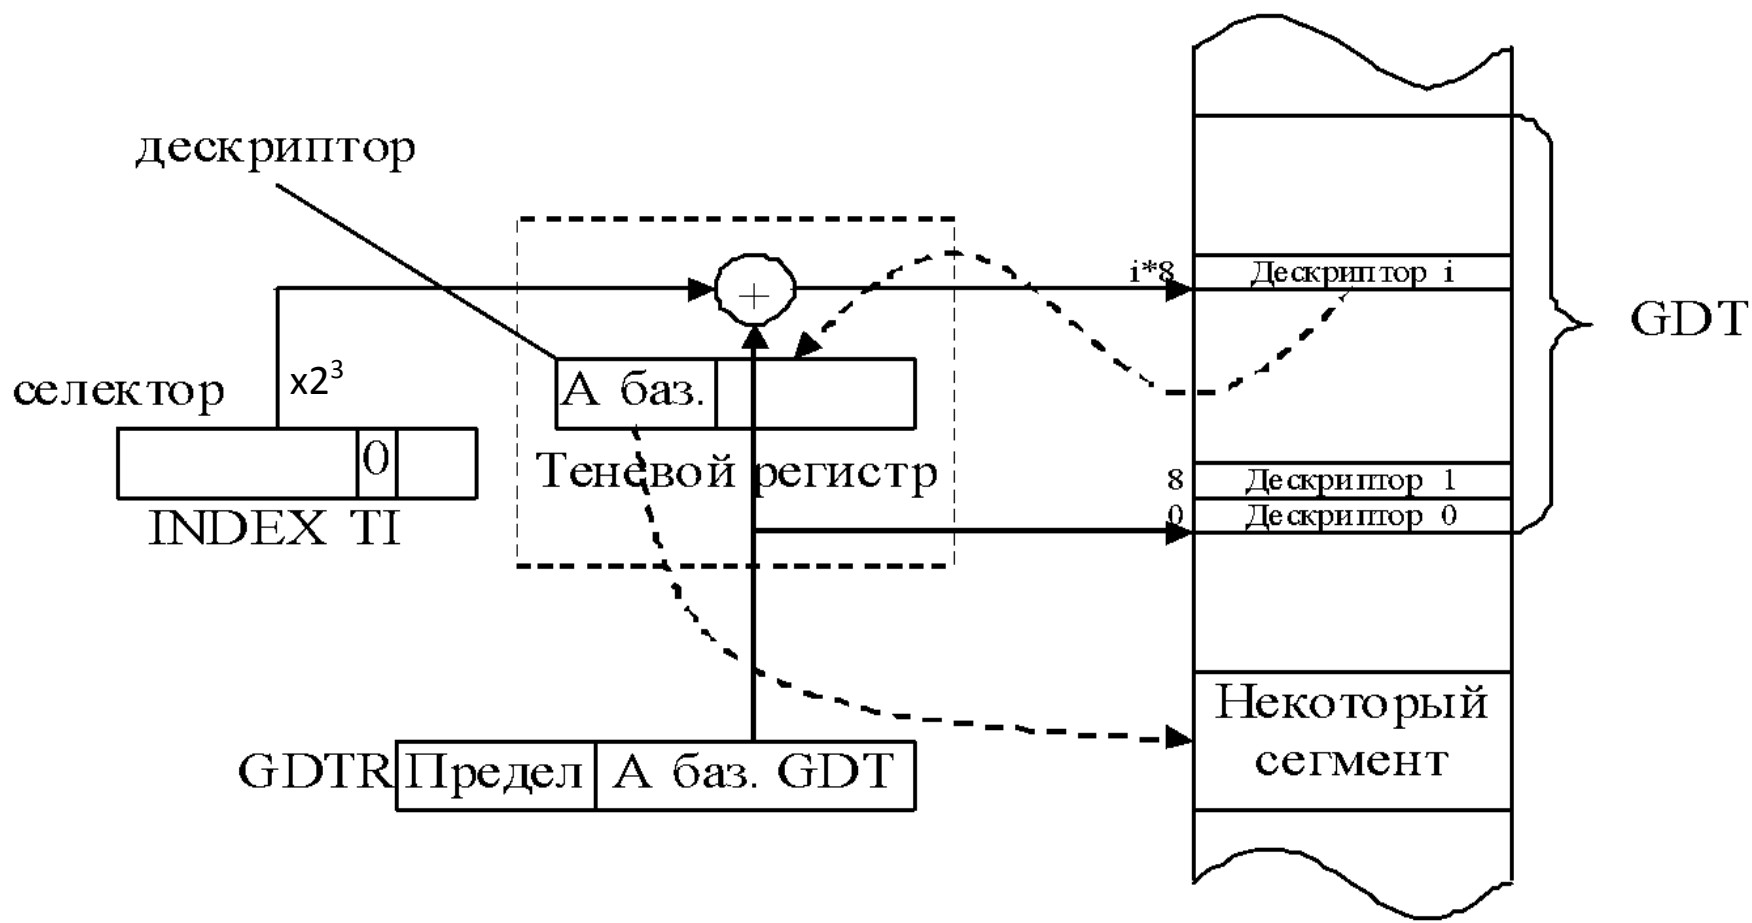 дескриптор
+
i*8
Дескриптор i
GDT
селектор
x2³
А баз.
0
Теневой регистр
8
Дескриптор 1
INDEX TI
0
Дескриптор 0
Некоторый
сегмент
GDTR
Предел
А баз. GDT